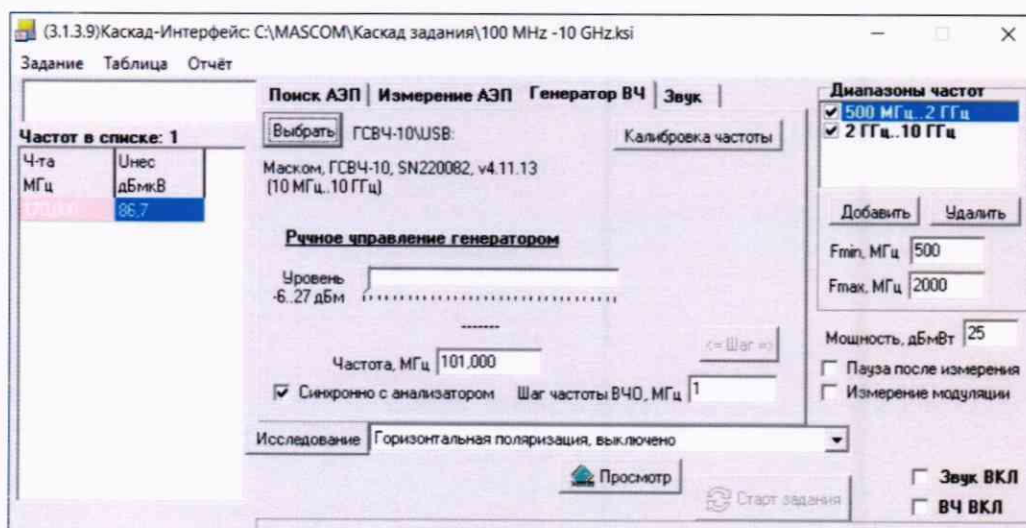 (3.1.3.9)Каскад-Интерфейс: C:\MASCOM\Каскад задания\100 MHz -10 GHz.ksi
Задание Таблица Отчёт
Поиск АЭП Измерение АЭП Генератор ВЧ Звук
Диапазоны частот
500 МГц..2 ГГц
2 ГГц..10 ГГц
Частот в списке: 1
Ч-та Uнес
МГц дБмкВ
86,7
Выбрать ГСВЧ-10\USB:
Калибровка частоты
Маском, ГСВЧ-10, SN220082, v4.11.13
(10 МГц..10 ГГц)
Добавить Удалить
Ручное управление генератором
Fmin, МГц 500
Fmax, МГц 2000
Уровень
-6..27 дБм
-------
<= Шаг =>
Мощность, дБмВт 25
Частота, МГц 101,000
Пауза после измерения
Синхронно с анализатором Шаг частоты ВЧО, МГц 1
Измерение модуляции
Исследование Горизонтальная поляризация, выключено
Просмотр
Старт задания
Звук ВКЛ
ВЧ ВКЛ